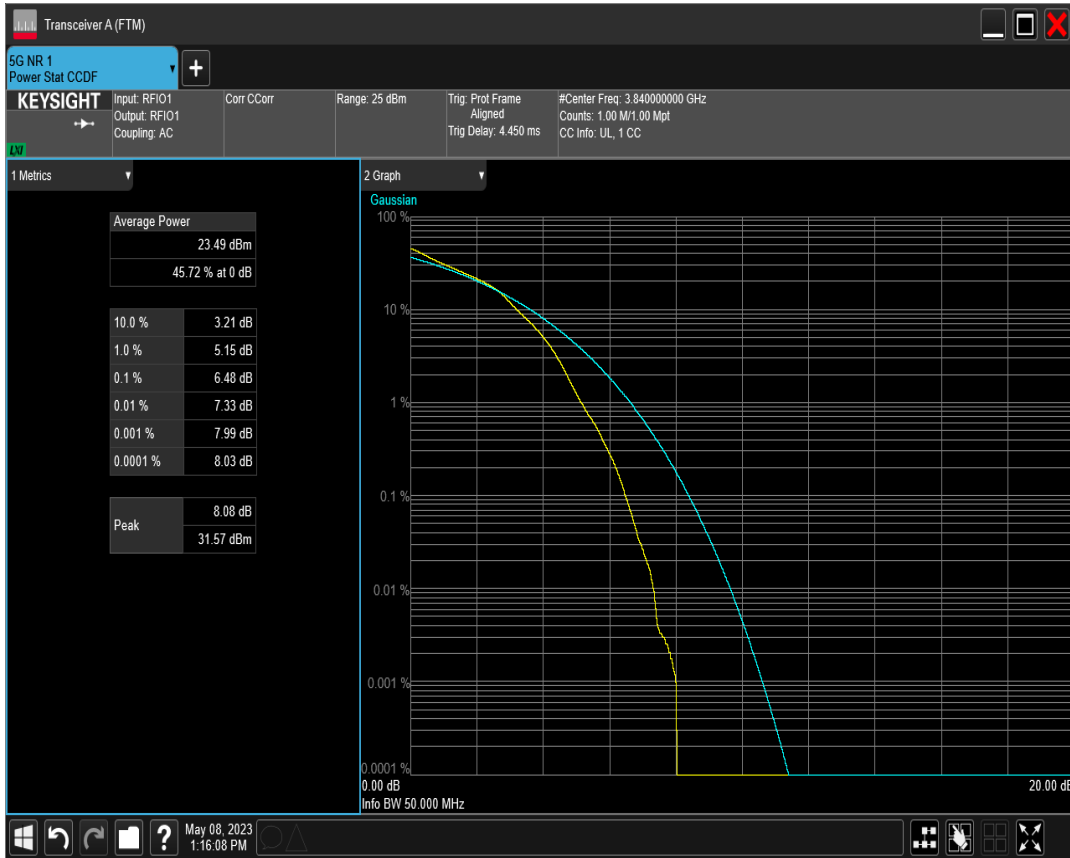 Transceiver A (FTM)
5G NR 1
Power Stat CCDF
+
KEYSIGHT
LXI
Input: RFIO1
Output: RFIO1
Coupling: AC
Corr CCorr
Range: 25 dBm
Trig: Prot Frame
Aligned
Trig Delay: 4.450 ms
#Center Freq: 3.840000000 GHz
Counts: 1.00 M/1.00 Mpt
CC Info: UL, 1 CC
1 Metrics
Average Power
23.49 dBm
45.72 % at 0 dB
10.0 % 3.21 dB
1.0 % 5.15 dB
0.1 % 6.48 dB
0.01 % 7.33 dB
0.001 % 7.99 dB
0.0001 % 8.03 dB
Peak
8.08 dB
31.57 dBm
2 Graph
Gaussian
100 %
10 %
1 %
0.1 %
0.01 %
0.001 %
0.0001 %
0.00 dB 20.00 dB
Info BW 50.000 MHz
?
May 08, 2023
1:16:08 PM